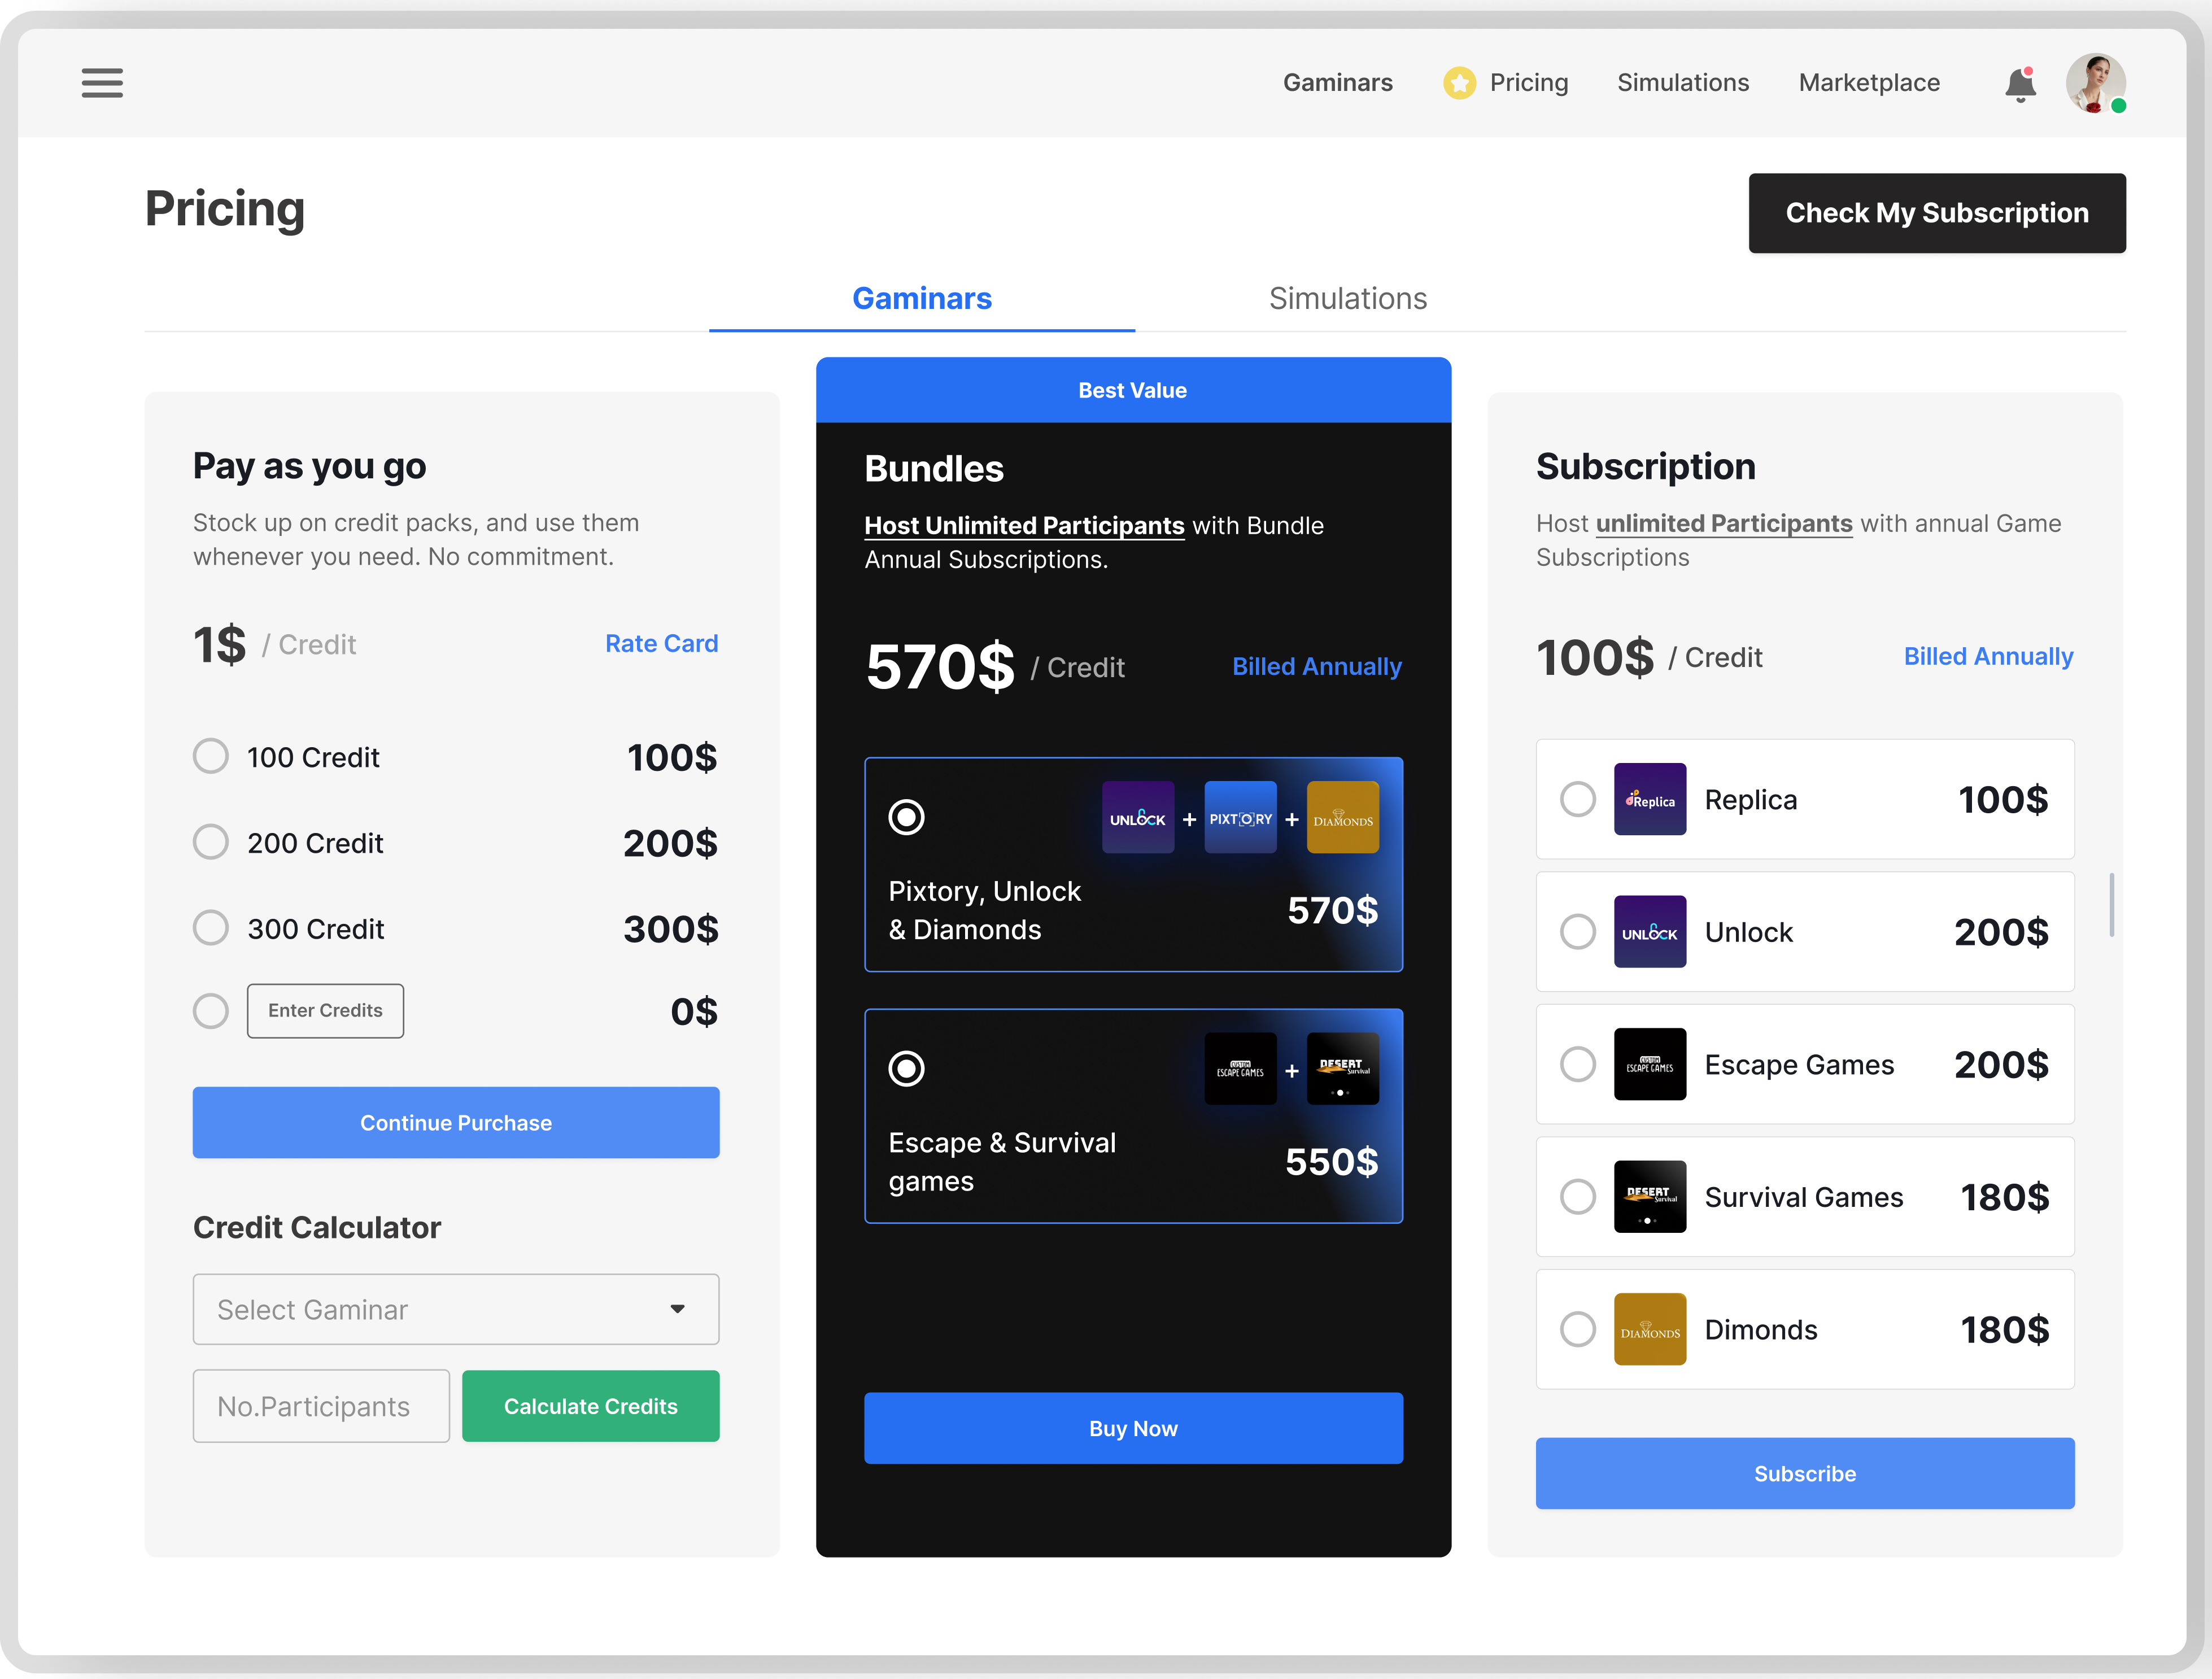 Gaminars
Pricing
Simulations
Marketplace
Pricing
Check My Subscription
Gaminars
Simulations
Pay as you go
Stock up on credit packs, and use them
whenever you need. No commitment.
1$ / Credit
Rate Card
100 Credit 100$
200 Credit 200$
300 Credit 300$
Enter Credits 0$
Continue Purchase
Credit Calculator
Select Gaminar
No.Participants
Calculate Credits
Best Value
Bundles
Host Unlimited Participants with Bundle
Annual Subscriptions.
570$ / Credit
Billed Annually
UNLOCK + PIXTORY + DIAMONDS
Pixtory, Unlock
& Diamonds
570$
CUSTOM
ESCAPE GAMES
+
DESERT
Survival
Escape & Survival
games
550$
Buy Now
Subscription
Host unlimited Participants with annual Game
Subscriptions
100$ / Credit
Billed Annually
Replica Replica 100$
UNLOCK Unlock 200$
CUSTOM
ESCAPE GAMES
Escape Games 200$
DESERT
Survival
Survival Games 180$
DIAMONDS Dimonds 180$
Subscribe